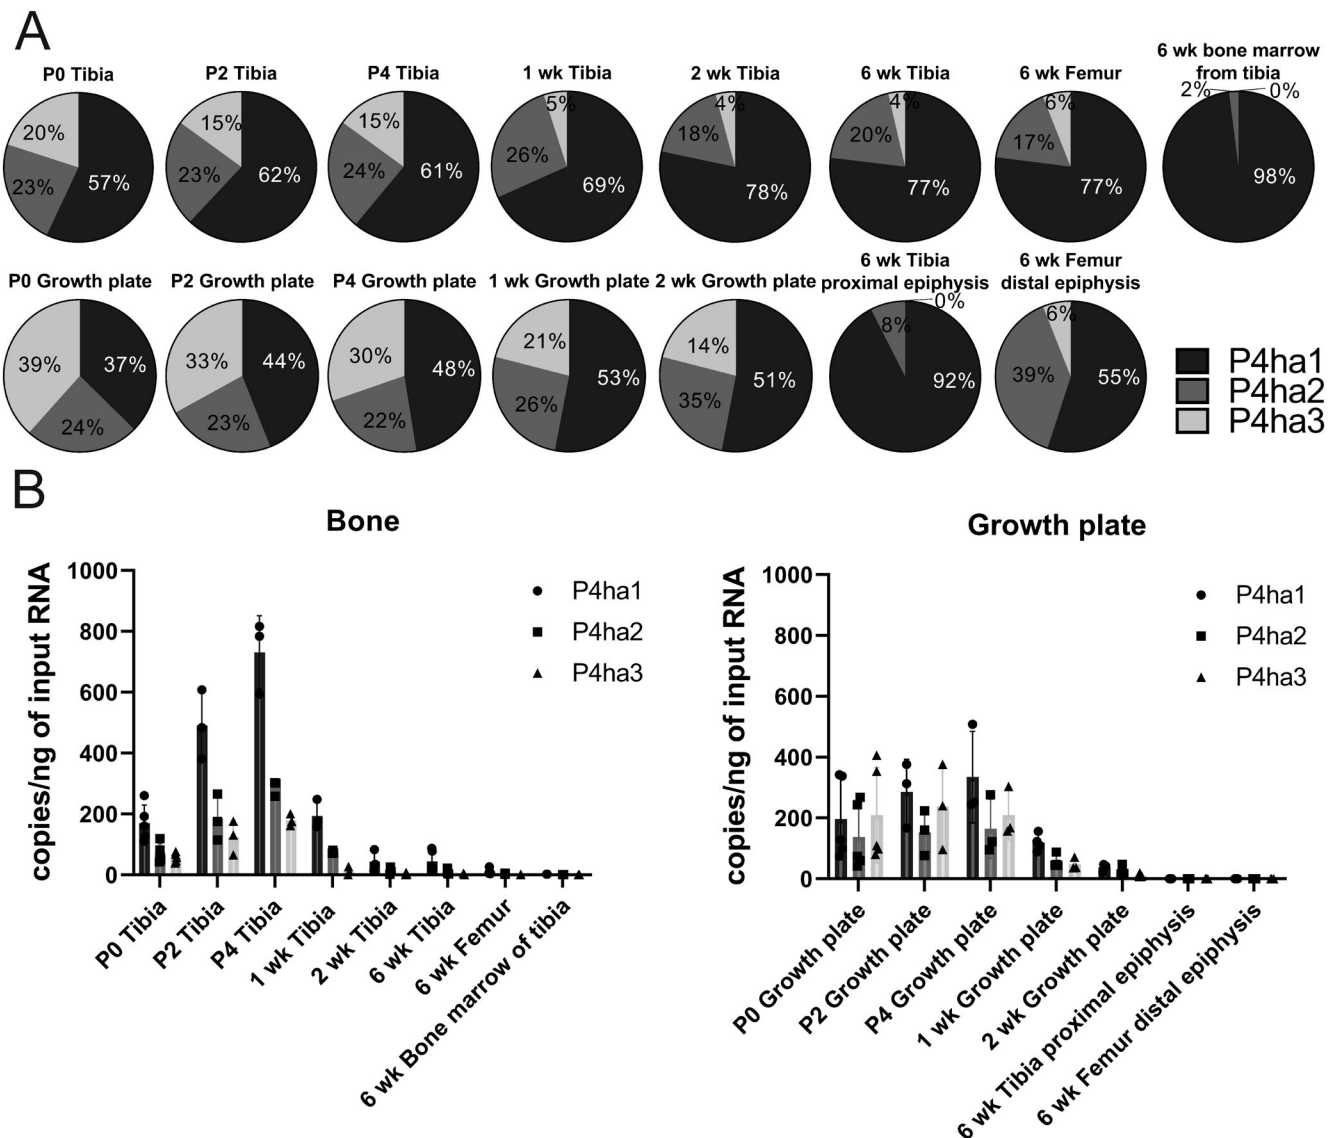 A
P0 Tibia
20%
23%
57%
P2 Tibia
15%
23%
62%
P4 Tibia
15%
24%
61%
1 wk Tibia
5%
26%
69%
2 wk Tibia
4%
18%
78%
6 wk Tibia
4%
20%
77%
6 wk Femur
6%
17%
77%
6 wk bone marrow
from tibia
2%
0%
98%
P0 Growth plate
39%
37%
24%
P2 Growth plate
33%
44%
23%
P4 Growth plate
30%
48%
22%
1 wk Growth plate
21%
53%
26%
2 wk Growth plate
14%
51%
35%
6 wk Tibia
proximal epiphysis
0%
8%
92%
6 wk Femur
distal epiphysis
6%
39%
55%
P4ha1
P4ha2
P4ha3
B
Bone
copies/ng of input RNA
1000
800
600
400
200
0
P4ha1
P4ha2
P4ha3
P0 Tibia
P2 Tibia
P4 Tibia
1 wk Tibia
2 wk Tibia
6 wk Tibia
6 wk Femur
6 wk Bone marrow of tibia
Growth plate
copies/ng of input RNA
1000
800
600
400
200
0
P4ha1
P4ha2
P4ha3
P0 Growth plate
P2 Growth plate
P4 Growth plate
1 wk Growth plate
2 wk Growth plate
6 wk Tibia proximal epiphysis
6 wk Femur distal epiphysis